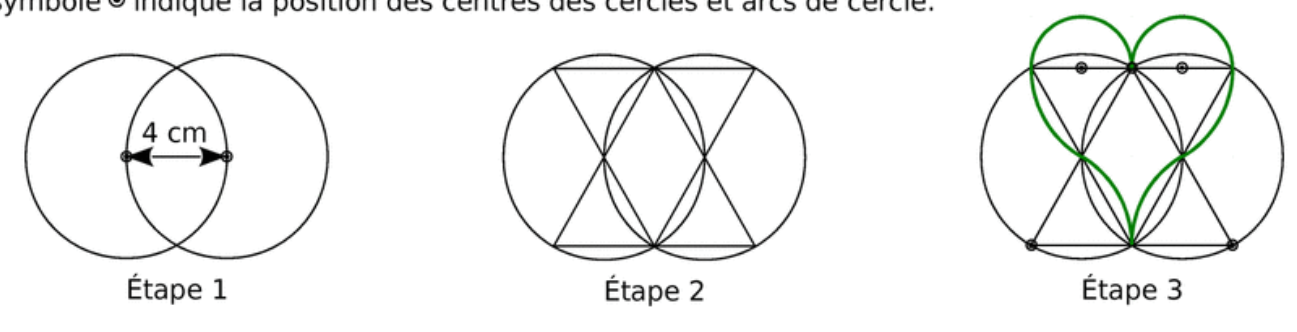 symbole ⊙ indique la position des centres des cercles et arcs de cercle.
4 cm
Étape 1
Étape 2
Étape 3